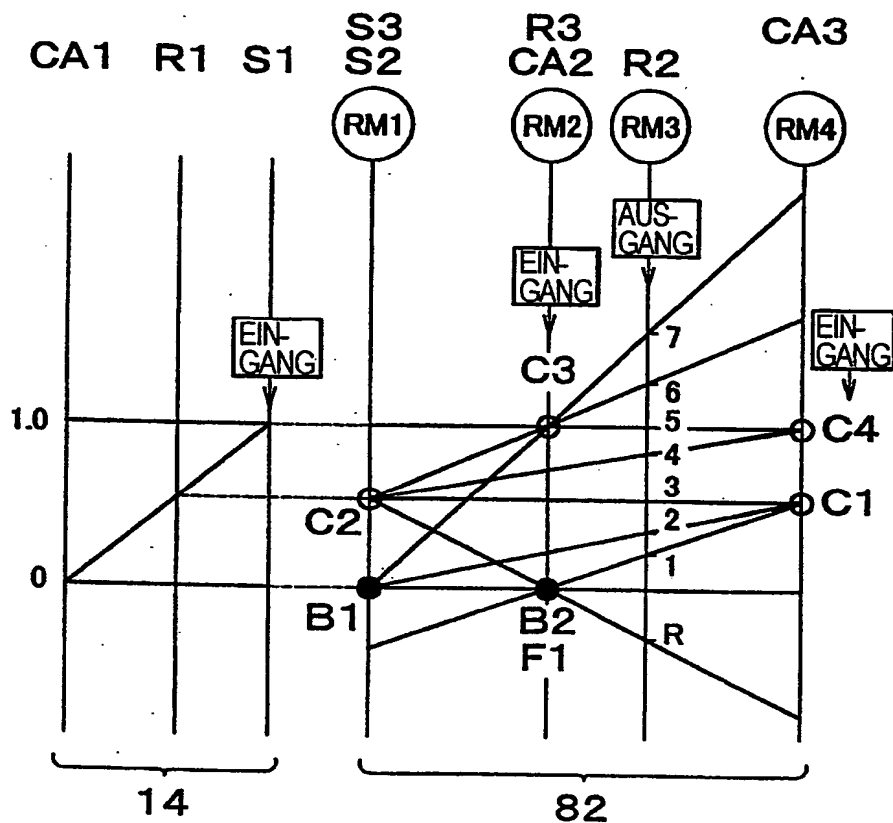 S3 R3 CA3
CA1 R1 S1 S2 CA2 R2
RM1 RM2 RM3 RM4
AUS-
GANG
EIN-
GANG
EIN-
GANG
EIN-
GANG
7
6
C3
1.0 5 C4
4
3
C2 2 C1
0 1
B1 B2 R
F1
14 82